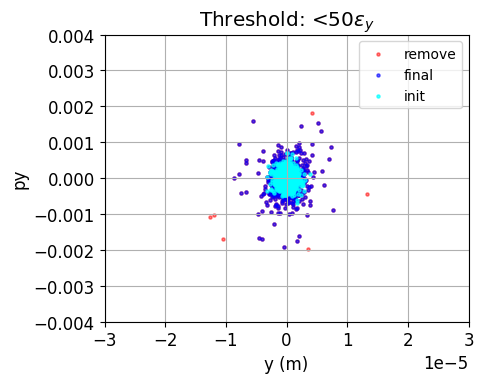 Threshold: <50εy
0.004
0.003
0.002
0.001
0.000
−0.001
−0.002
−0.003
−0.004
py
remove
final
init
−3 −2 −1 0 1 2 3
y (m)
1e−5